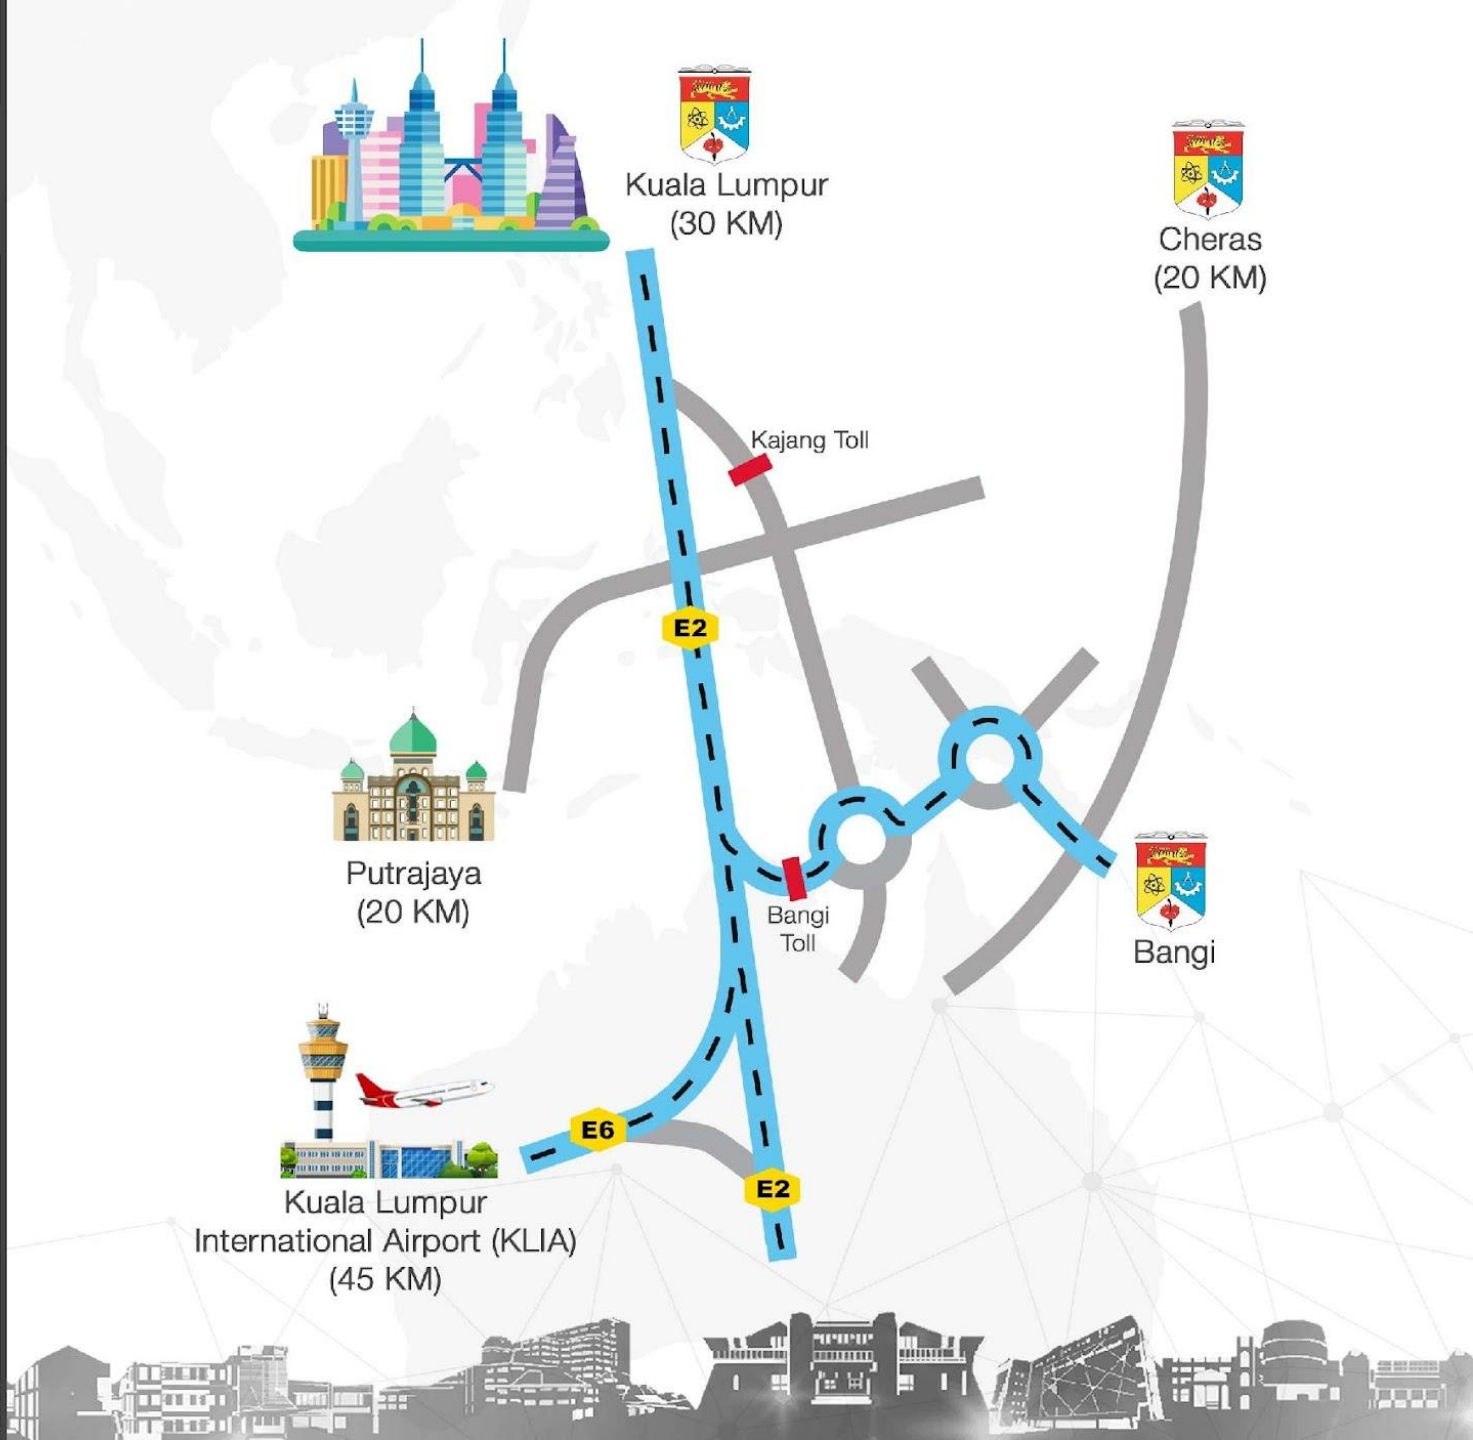 Kuala Lumpur
(30 KM)
Cheras
(20 KM)
Kajang Toll
E2
Putrajaya
(20 KM)
Bangi
Toll
Bangi
E6
E2
Kuala Lumpur
International Airport (KLIA)
(45 KM)